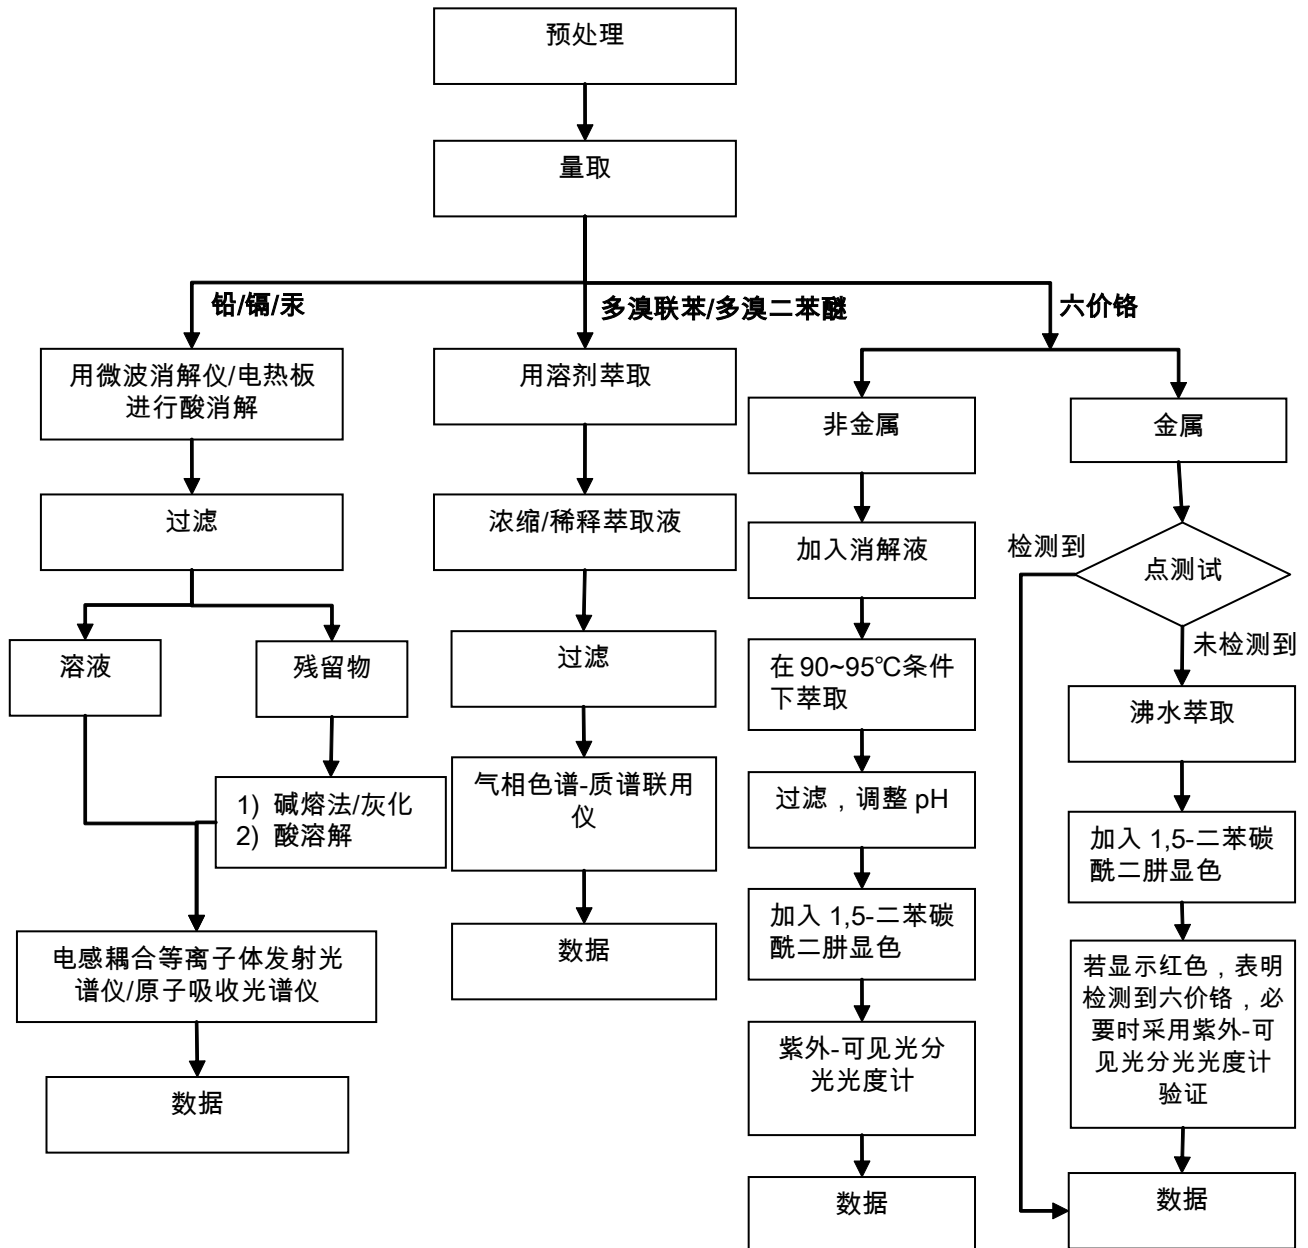 预处理
量取
铅/镉/汞
多溴联苯/多溴二苯醚
六价铬
用微波消解仪/电热板
进行酸消解
过滤
溶液
残留物
1) 碱熔法/灰化
2) 酸溶解
电感耦合等离子体发射光
谱仪/原子吸收光谱仪
数据
用溶剂萃取
浓缩/稀释萃取液
过滤
气相色谱-质谱联用
仪
数据
非金属
加入消解液
在 90~95℃条件
下萃取
过滤，调整 pH
加入 1,5-二苯碳
酰二肼显色
紫外-可见光分
光光度计
数据
金属
点测试
检测到
未检测到
沸水萃取
加入 1,5-二苯碳
酰二肼显色
若显示红色，表明
检测到六价铬，必
要时采用紫外-可
见光分光光度计
验证
数据